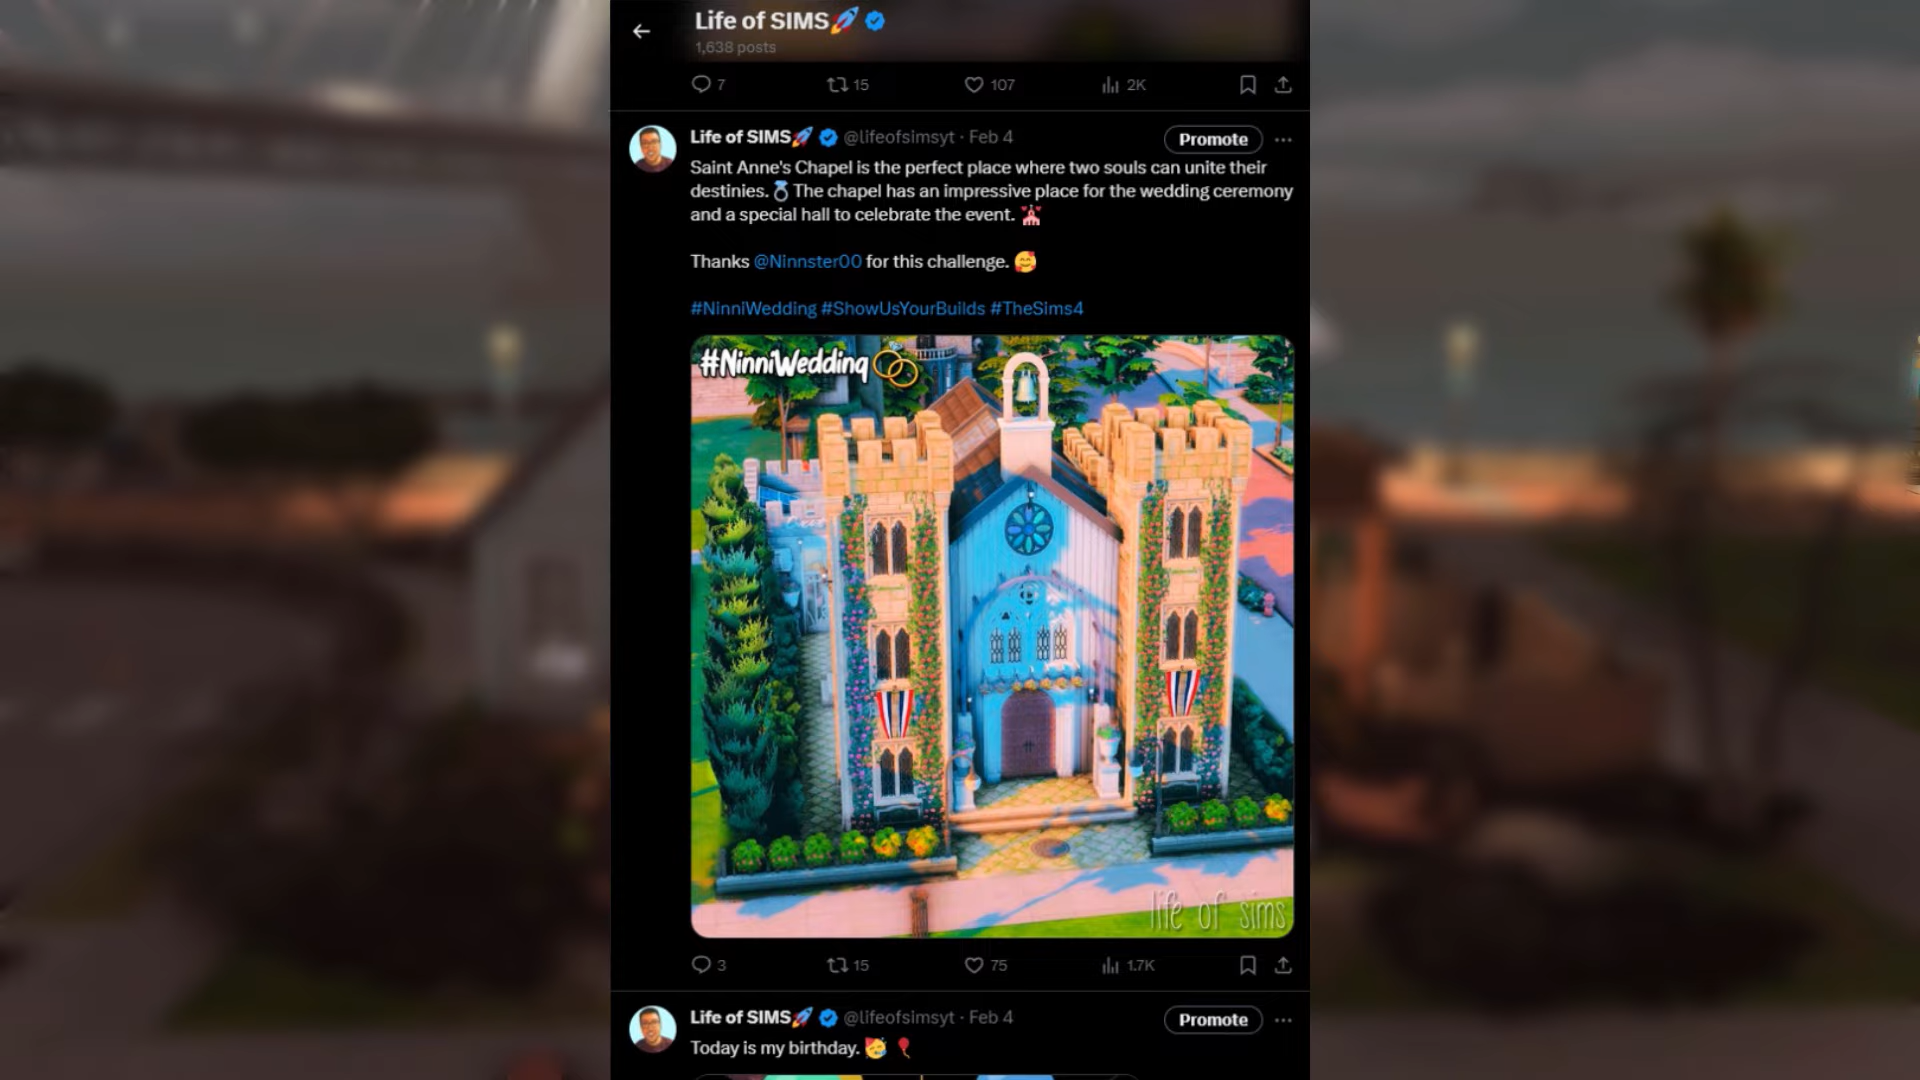 Life of SIMS🚀
1,638 posts
7 15 107 2K
Life of SIMS🚀 @lifeofsimsyt · Feb 4 Promote
Saint Anne's Chapel is the perfect place where two souls can unite their
destinies. 💍The chapel has an impressive place for the wedding ceremony
and a special hall to celebrate the event. 💒
Thanks @Ninnster00 for this challenge. 🥰
#NinniWedding #ShowUsYourBuilds #TheSims4
#NinniWedding
life of sims
3 15 75 1.7K
Life of SIMS🚀 @lifeofsimsyt · Feb 4 Promote
Today is my birthday. 🥳 🎈